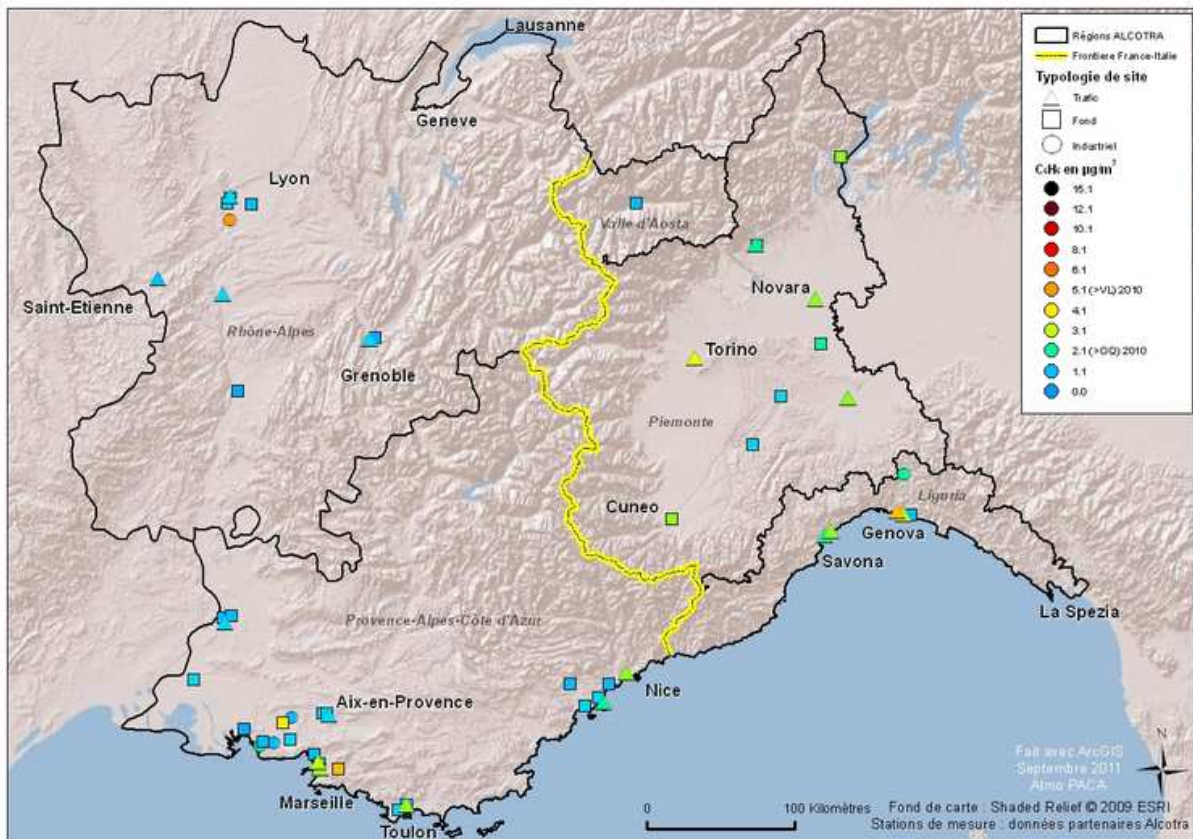 Lausanne
Geneve
Lyon
Valle d'Aosta
Novara
Saint-Etienne
Rhône-Alpes
Grenoble
Torino
Piemonte
Cuneo
Liguria
Genova
Savona
La Spezia
Provence-Alpes-Côte d'Azur
Nice
Aix-en-Provence
Marseille
Toulon
Régions ALCOTRA
Frontiere France-Italie
Typologie de site
Trafic
Fond
Industriel
C6H6 en µg/m3
15.1
12.1
10.1
8.1
6.1
5.1 (>VL) 2010
4.1
3.1
2.1 (>OQ) 2010
1.1
0.0
N
Fait avec ArcGIS
Septembre 2011
Atmo PACA
0 100 Kilomètres
Fond de carte : Shaded Relief © 2009 ESRI
Stations de mesure : données partenaires Alcotra